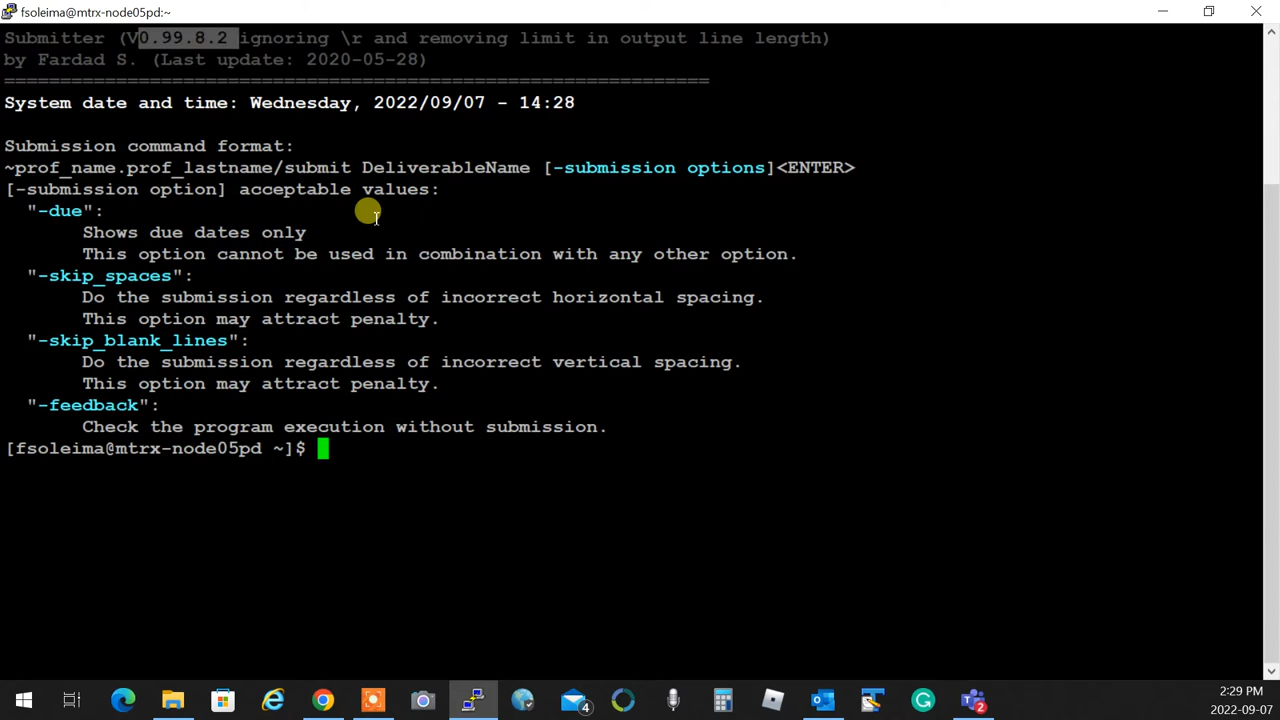 fsoleima@mtrx-node05pd:~
Submitter (V0.99.8.2 ignoring \r and removing limit in output line length)
by Fardad S. (Last update: 2020-05-28)
===============================================================
System date and time: Wednesday, 2022/09/07 - 14:28
Submission command format:
~prof_name.prof_lastname/submit DeliverableName [-submission options]<ENTER>
[-submission option] acceptable values:
"-due":
Shows due dates only
This option cannot be used in combination with any other option.
"-skip_spaces":
Do the submission regardless of incorrect horizontal spacing.
This option may attract penalty.
"-skip_blank_lines":
Do the submission regardless of incorrect vertical spacing.
This option may attract penalty.
"-feedback":
Check the program execution without submission.
[fsoleima@mtrx-node05pd ~]$
4
2
2:29 PM
2022-09-07